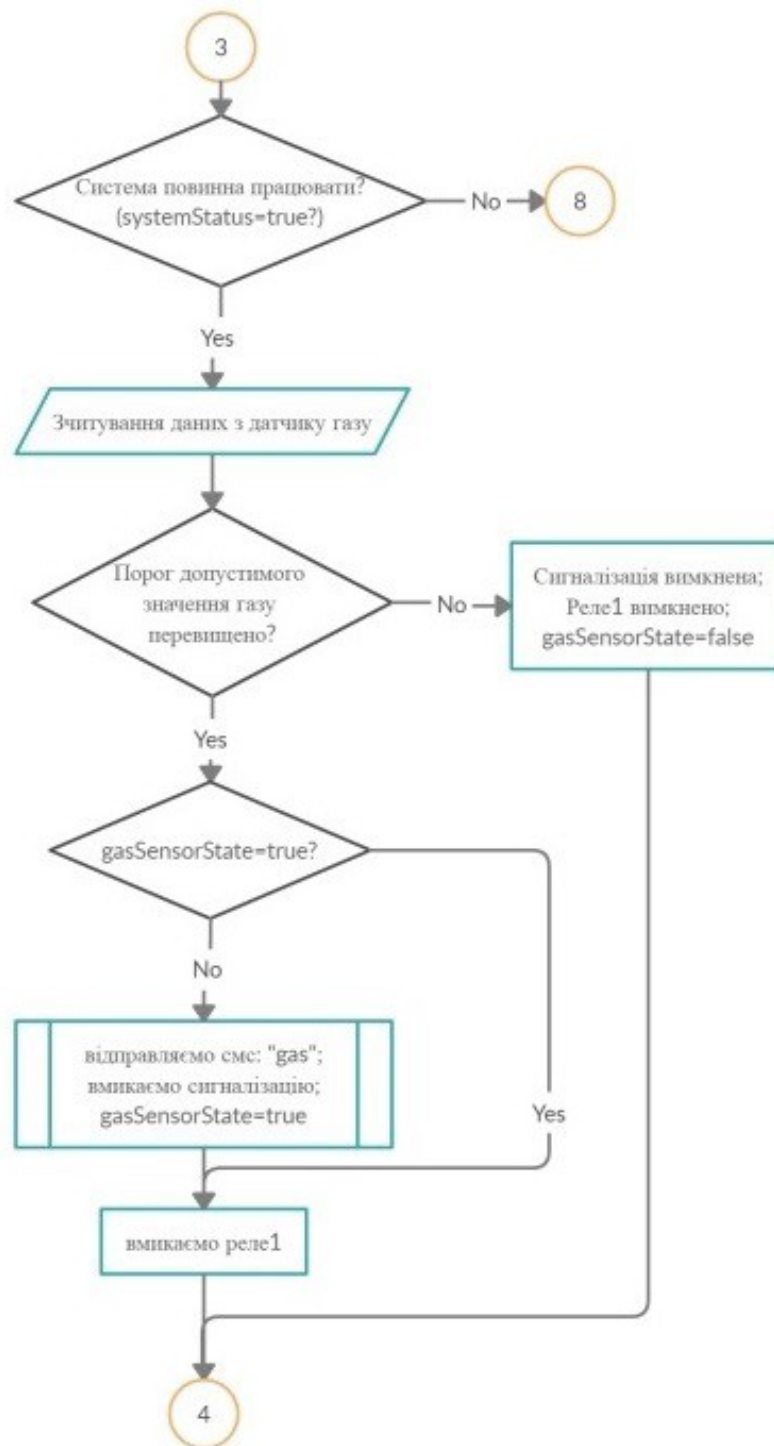 3
Система повинна працювати?
(systemStatus=true?)
No
8
Yes
Зчитування даних з датчику газу
Порог допустимого
значення газу
перевищено?
No
Сигналізація вимкнена;
Реле1 вимкнено;
gasSensorState=false
Yes
gasSensorState=true?
No
відправляємо смс: "gas";
вмикаємо сигналізацію;
gasSensorState=true
Yes
вмикаємо реле1
4